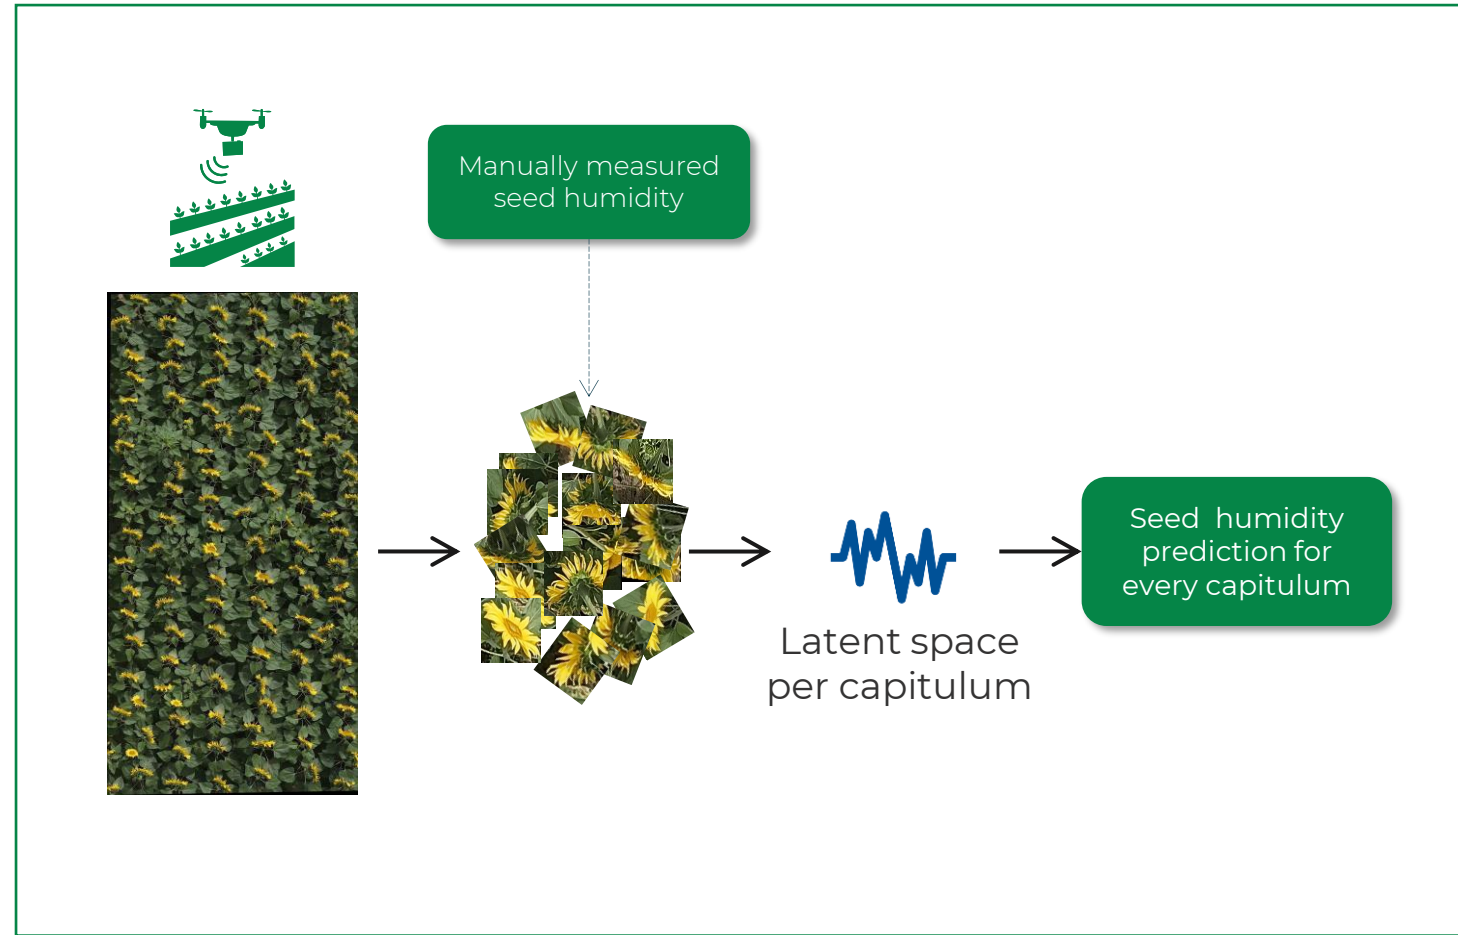 Manually measured
seed humidity
Latent space
per capitulum
Seed humidity
prediction for
every capitulum